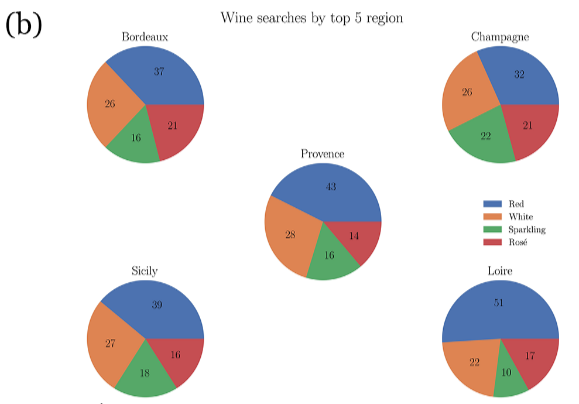 (b)
Wine searches by top 5 region
Bordeaux
37
26
16
21
Champagne
32
26
22
21
Provence
43
28
16
14
Red
White
Sparkling
Rosé
Sicily
39
27
18
16
Loire
51
22
10
17